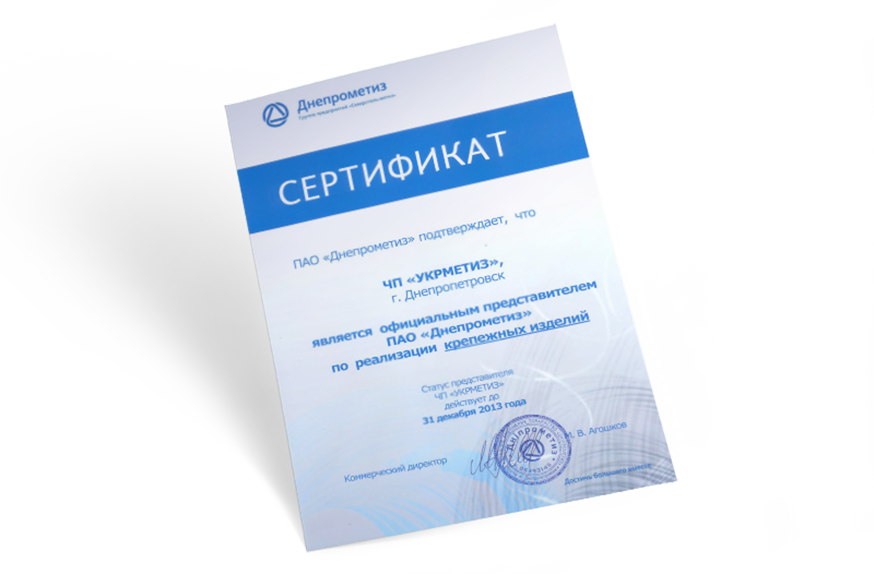 Днепрометиз
Группа предприятий «Северсталь-метиз»
СЕРТИФИКАТ
ПАО «Днепрометиз» подтверждает, что
ЧП «УКРМЕТИЗ»,
г. Днепропетровск
является официальным представителем
ПАО «Днепрометиз»
по реализации крепежных изделий
Статус представителя
ЧП «УКРМЕТИЗ»
действует до
31 декабря 2013 года
Коммерческий директор
М. В. Агошков
Дніпрометиз
Достичь большего вместе